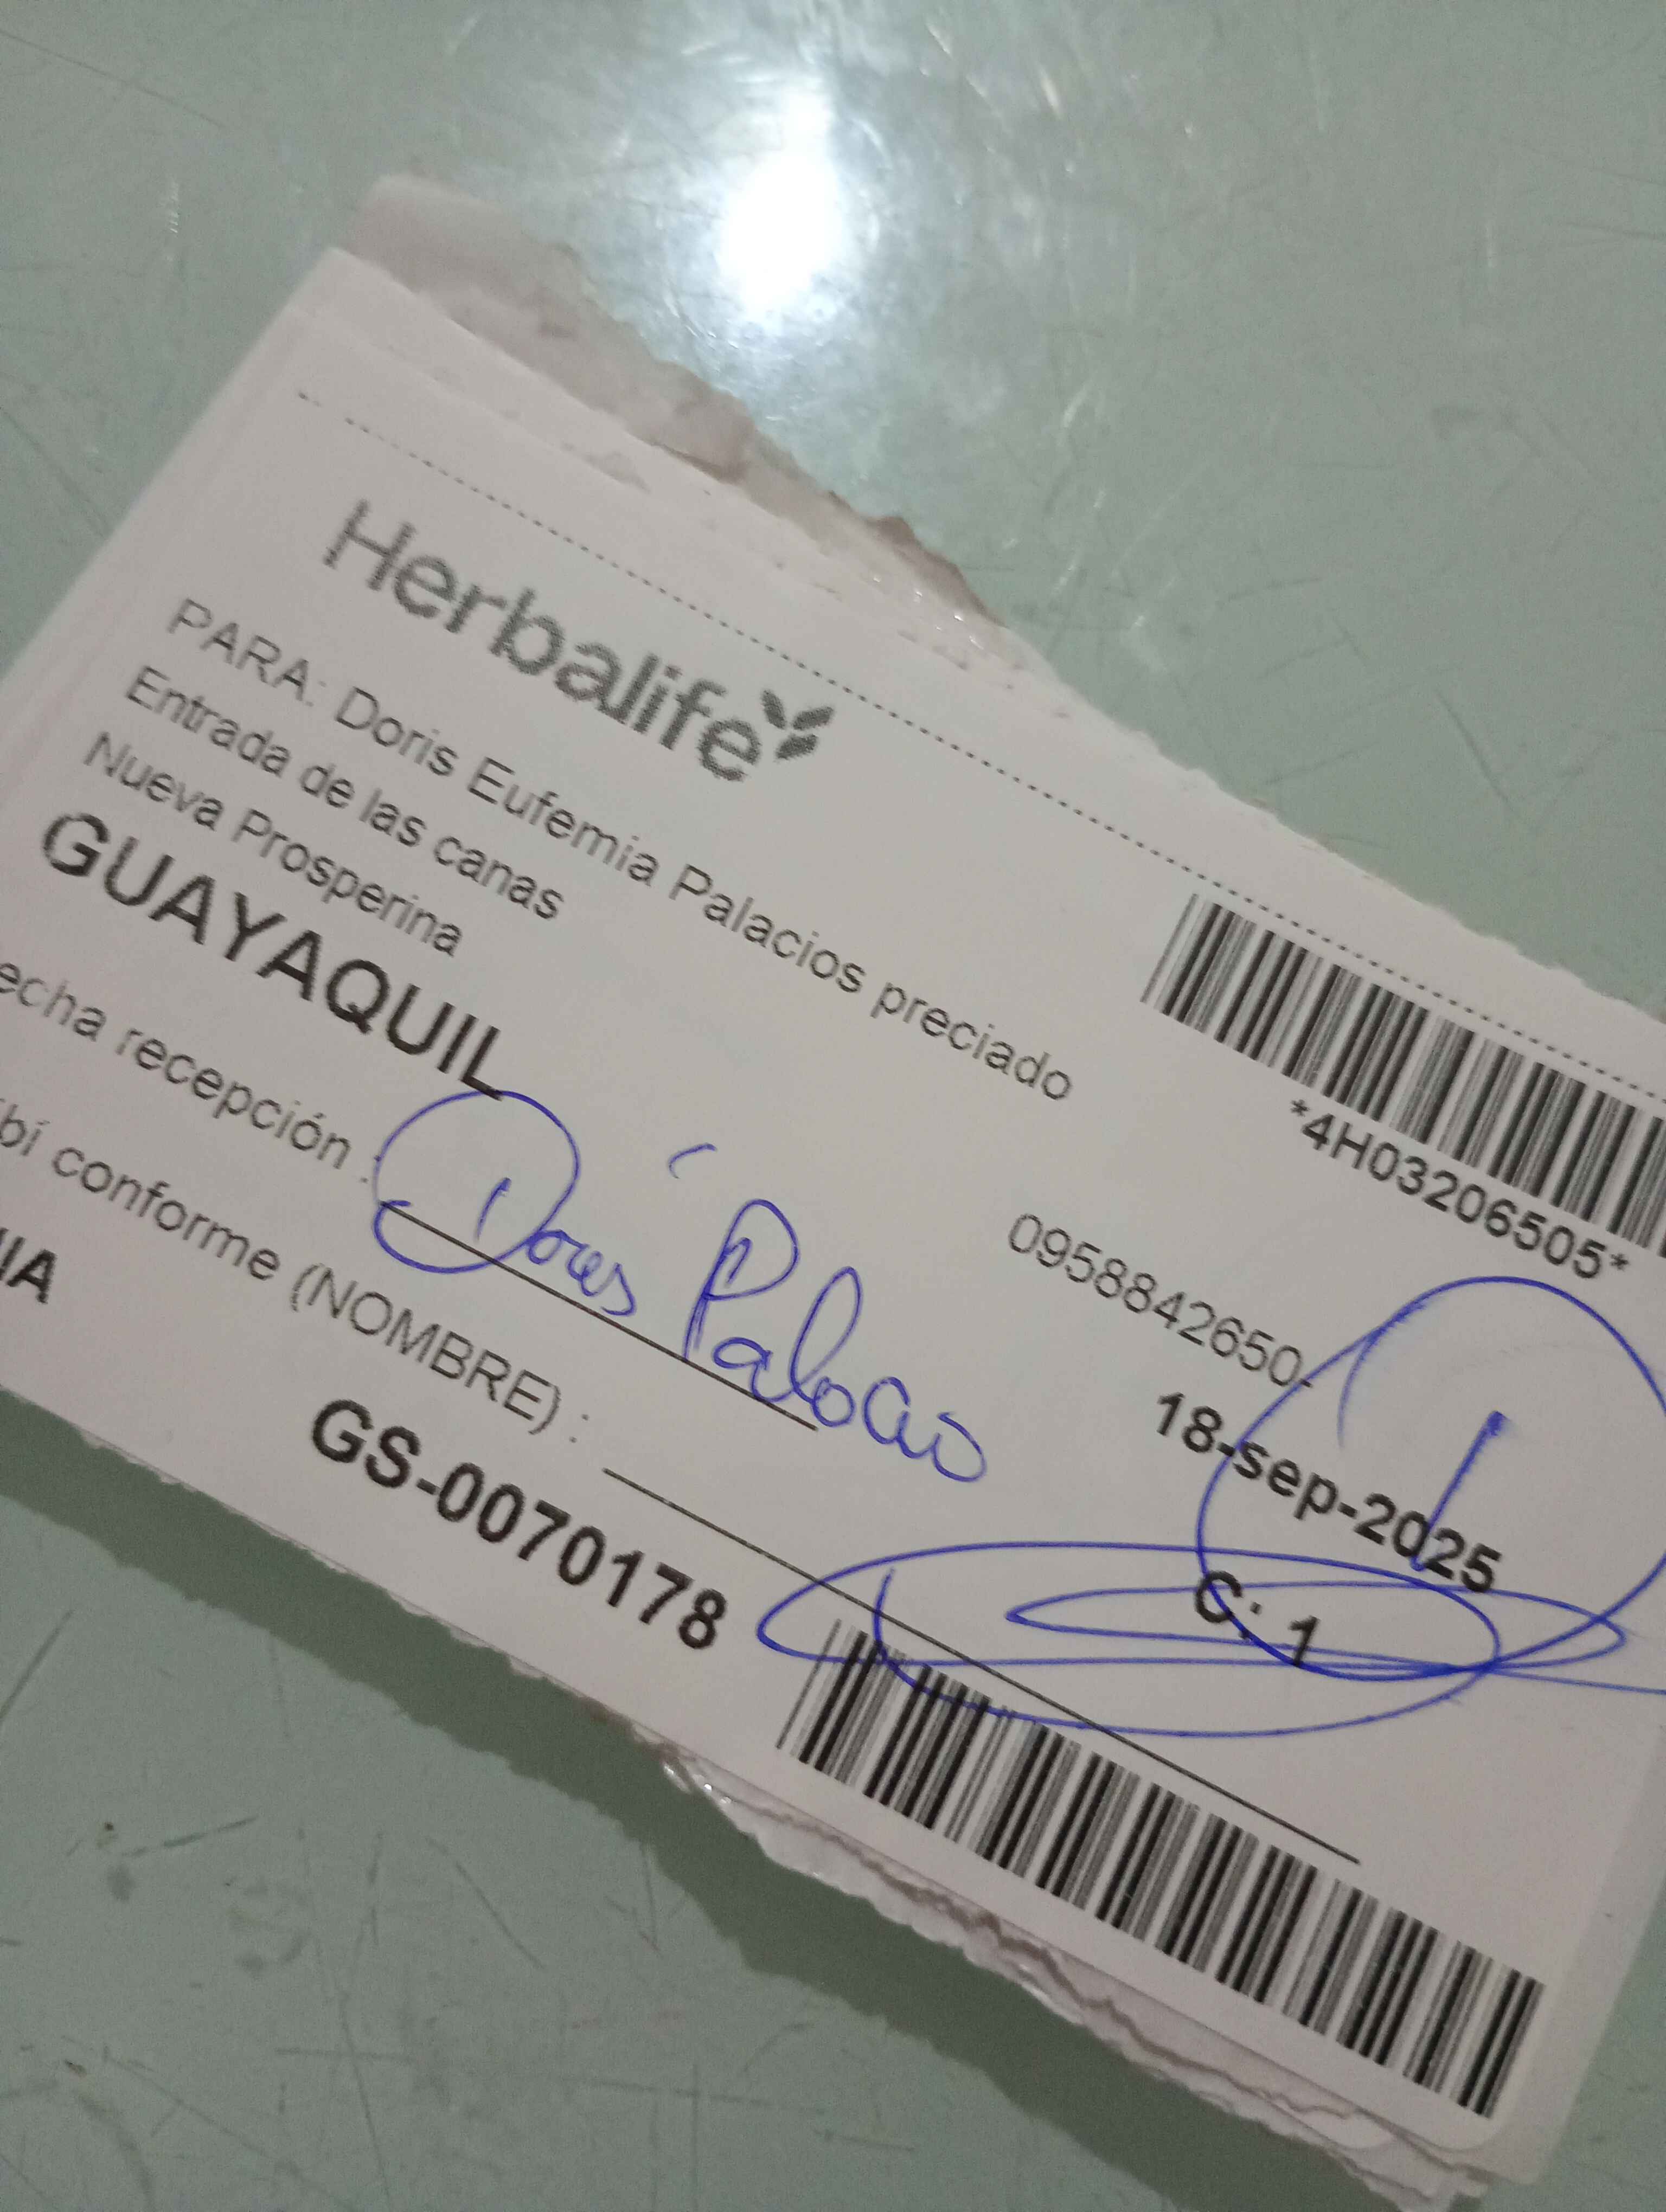 Herbalife
PARA: Doris Eufemia Palacios preciado
Entrada de las canas
Nueva Prosperina
GUAYAQUIL
*4H03206505*
echa recepción :
Doris Palacios
0958842650-
18-sep-2025
C: 1
bí conforme (NOMBRE) :
IA
GS-0070178